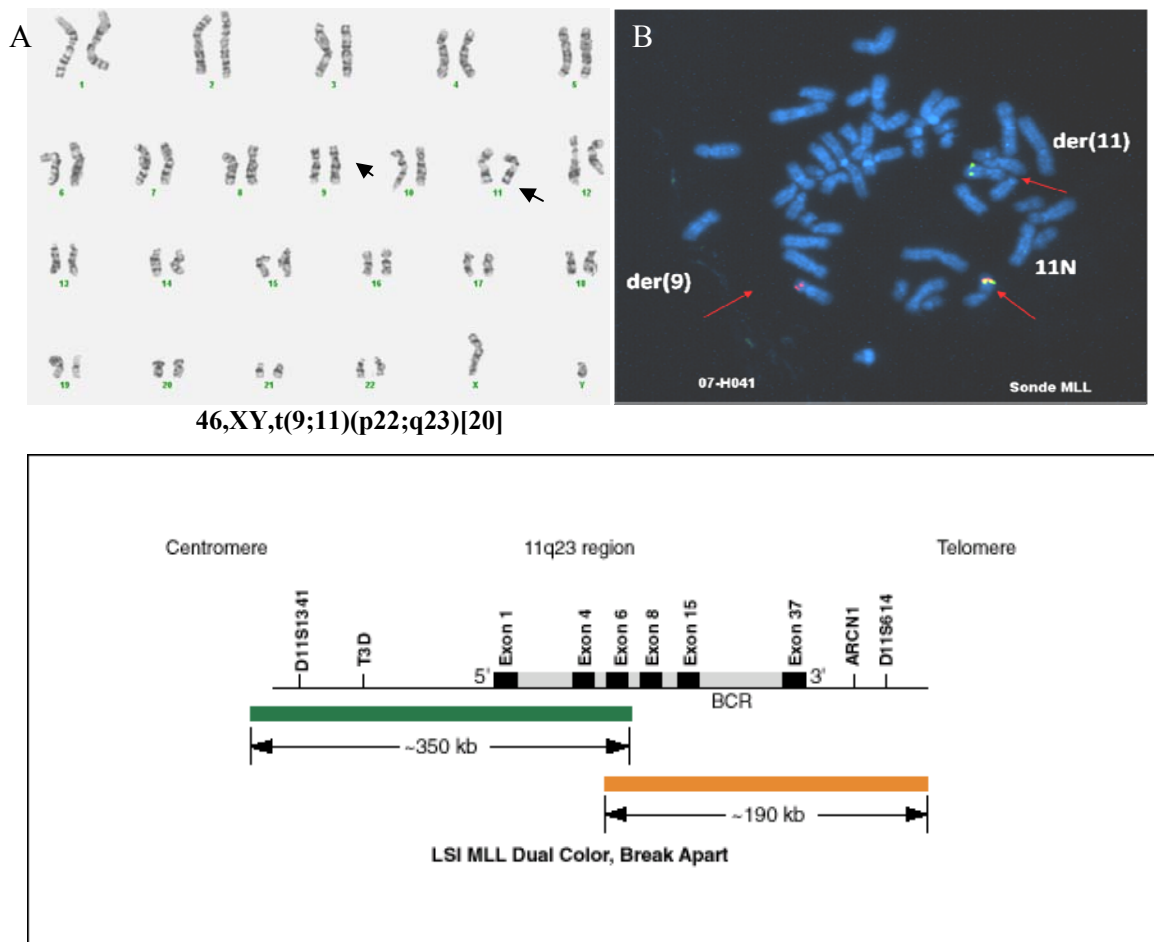 A
1 2 3 4 5
6 7 8 9 10 11 12
13 14 15 16 17 18
19 20 21 22 X Y
46,XY,t(9;11)(p22;q23)[20]
B
der(11)
11N
der(9)
07-H041 Sonde MLL
Centromere 11q23 region Telomere
D11S1341 T3D Exon 1 Exon 4 Exon 6 Exon 8 Exon 15 Exon 37 ARCN1 D11S614
5' 3'
BCR
~350 kb
~190 kb
LSI MLL Dual Color, Break Apart